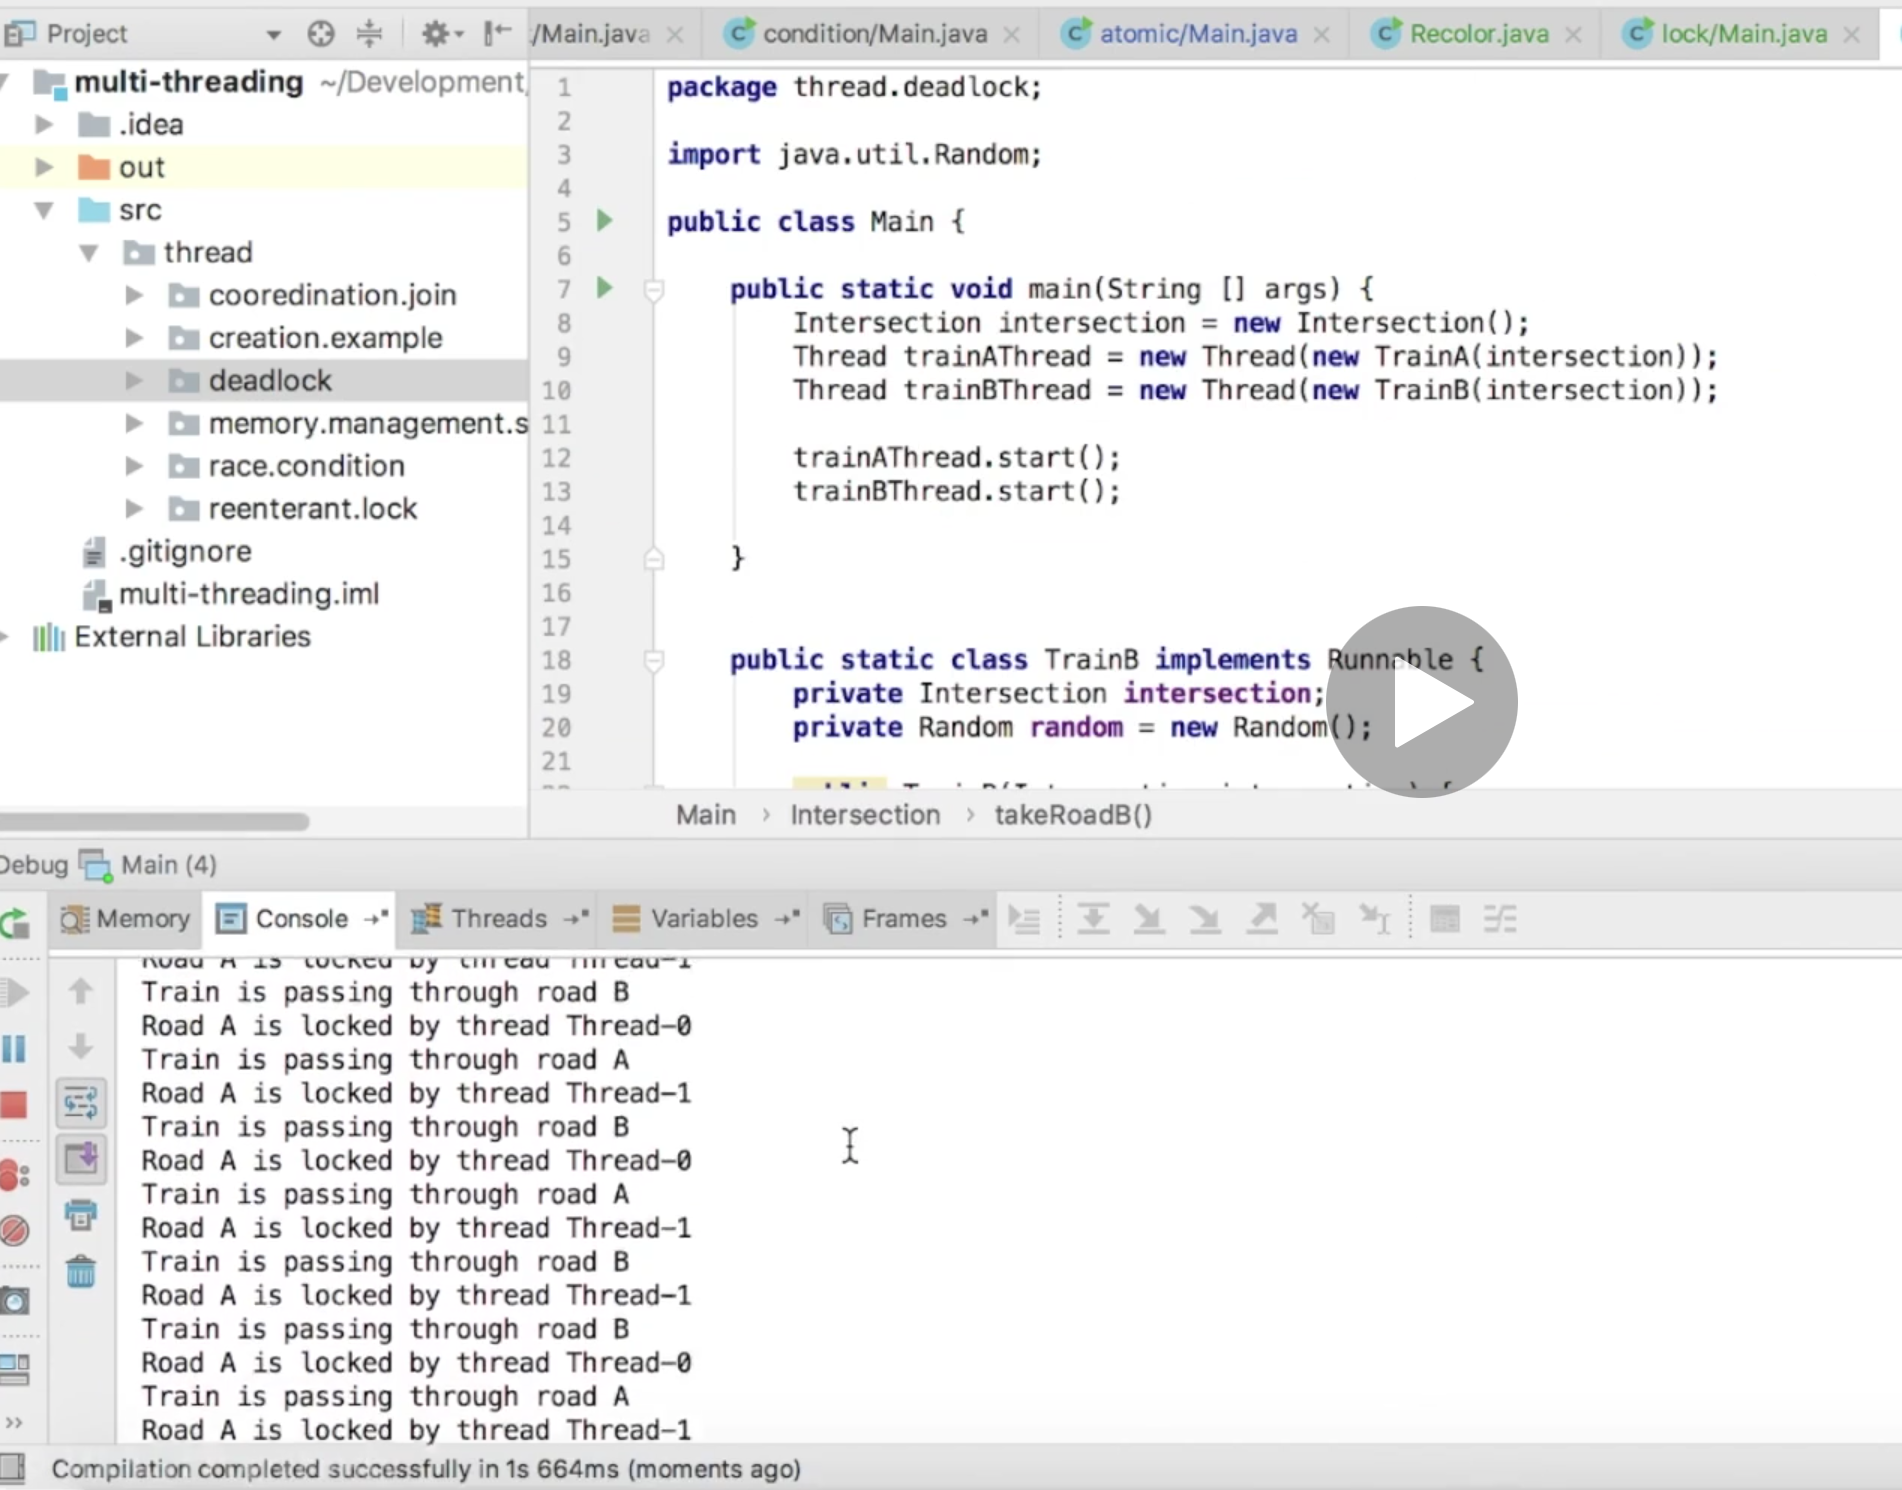 Project
/Main.java
condition/Main.java
atomic/Main.java
Recolor.java
lock/Main.java
multi-threading ~/Development,
.idea
out
src
thread
cooredination.join
creation.example
deadlock
memory.management.s
race.condition
reenterant.lock
.gitignore
multi-threading.iml
External Libraries
1 package thread.deadlock;
2
3 import java.util.Random;
4
5 public class Main {
6
7 public static void main(String [] args) {
8 Intersection intersection = new Intersection();
9 Thread trainAThread = new Thread(new TrainA(intersection));
10 Thread trainBThread = new Thread(new TrainB(intersection));
11
12 trainAThread.start();
13 trainBThread.start();
14
15 }
16
17
18 public static class TrainB implements Runnable {
19 private Intersection intersection;
20 private Random random = new Random();
21
Main › Intersection › takeRoadB()
Debug Main (4)
Memory Console Threads Variables Frames
Road A is locked by thread Thread-1
Train is passing through road B
Road A is locked by thread Thread-0
Train is passing through road A
Road A is locked by thread Thread-1
Train is passing through road B
Road A is locked by thread Thread-0
Train is passing through road A
Road A is locked by thread Thread-1
Train is passing through road B
Road A is locked by thread Thread-1
Train is passing through road B
Road A is locked by thread Thread-0
Train is passing through road A
Road A is locked by thread Thread-1
Compilation completed successfully in 1s 664ms (moments ago)